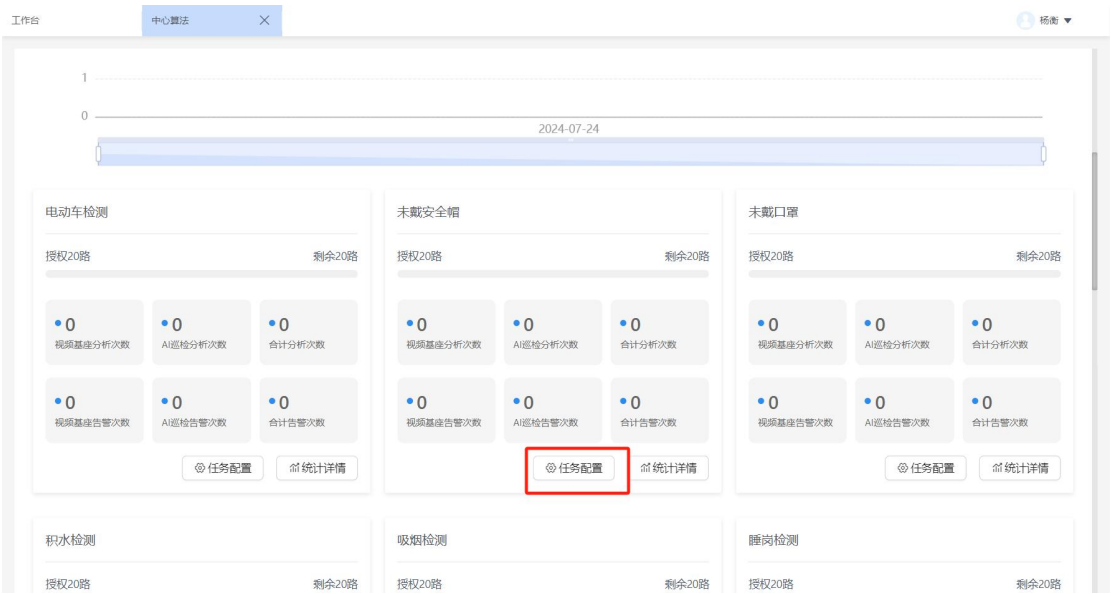 工作台 中心算法 杨衡
1
0
2024-07-24
电动车检测 未戴安全帽 未戴口罩
授权20路 剩余20路 授权20路 剩余20路 授权20路 剩余20路
0 0 0 0 0 0 0 0 0
视频基座分析次数 AI巡检分析次数 合计分析次数 视频基座分析次数 AI巡检分析次数 合计分析次数 视频基座分析次数 AI巡检分析次数 合计分析次数
0 0 0 0 0 0 0 0 0
视频基座告警次数 AI巡检告警次数 合计告警次数 视频基座告警次数 AI巡检告警次数 合计告警次数 视频基座告警次数 AI巡检告警次数 合计告警次数
任务配置 统计详情 任务配置 统计详情 任务配置 统计详情
积水检测 吸烟检测 睡岗检测
授权20路 剩余20路 授权20路 剩余20路 授权20路 剩余20路